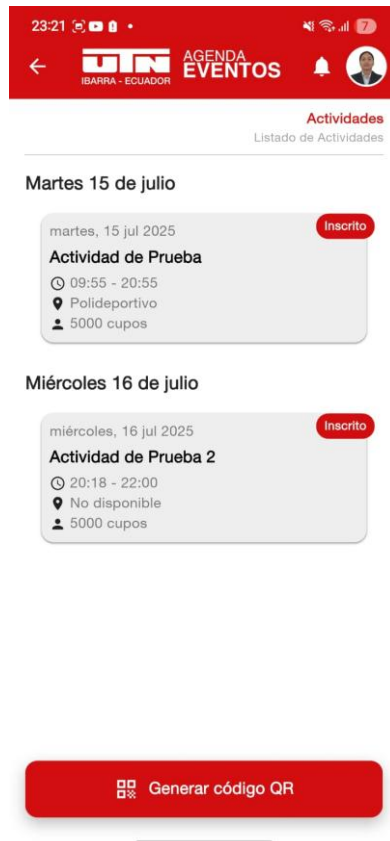 23:21
7
UTN
IBARRA - ECUADOR
AGENDA
EVENTOS
Actividades
Listado de Actividades
Martes 15 de julio
martes, 15 jul 2025
Inscrito
Actividad de Prueba
09:55 - 20:55
Polideportivo
5000 cupos
Miércoles 16 de julio
miércoles, 16 jul 2025
Inscrito
Actividad de Prueba 2
20:18 - 22:00
No disponible
5000 cupos
Generar código QR